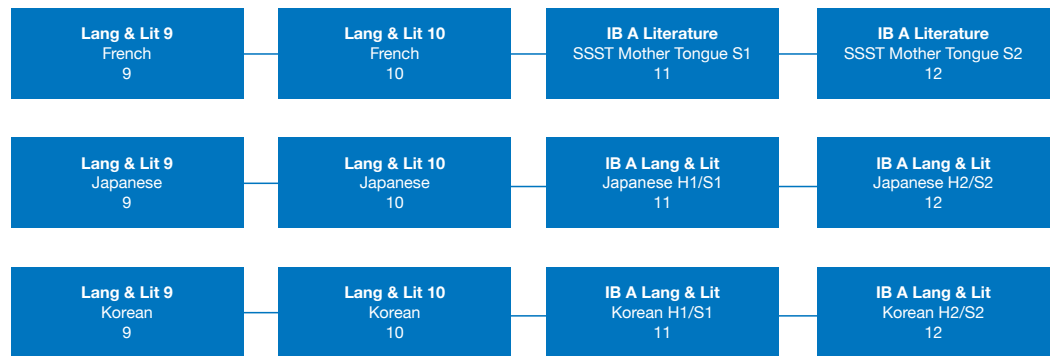 Lang & Lit 9
French
9
Lang & Lit 10
French
10
IB A Literature
SSST Mother Tongue S1
11
IB A Literature
SSST Mother Tongue S2
12
Lang & Lit 9
Japanese
9
Lang & Lit 10
Japanese
10
IB A Lang & Lit
Japanese H1/S1
11
IB A Lang & Lit
Japanese H2/S2
12
Lang & Lit 9
Korean
9
Lang & Lit 10
Korean
10
IB A Lang & Lit
Korean H1/S1
11
IB A Lang & Lit
Korean H2/S2
12